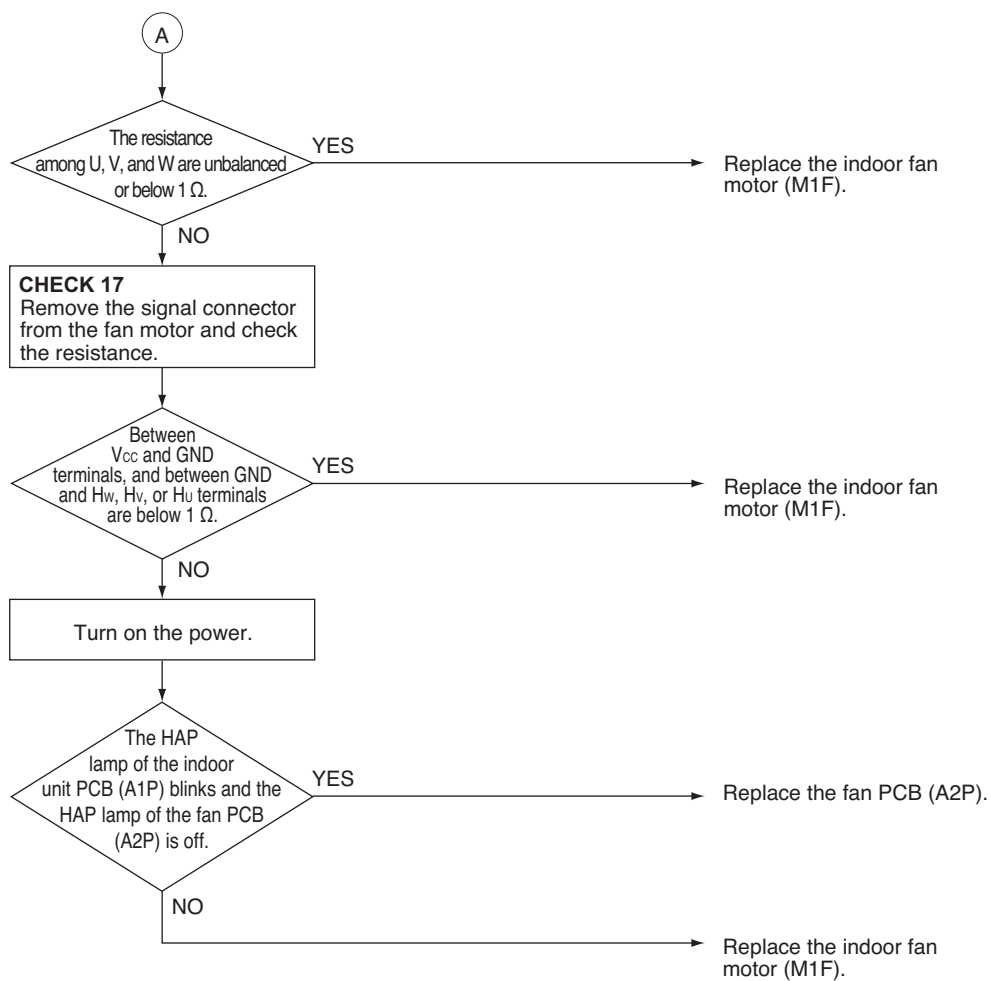 A
The resistance
among U, V, and W are unbalanced
or below 1 Ω.
YES
Replace the indoor fan
motor (M1F).
NO
CHECK 17
Remove the signal connector
from the fan motor and check
the resistance.
Between
Vcc and GND
terminals, and between GND
and Hw, Hv, or Hu terminals
are below 1 Ω.
YES
Replace the indoor fan
motor (M1F).
NO
Turn on the power.
The HAP
lamp of the indoor
unit PCB (A1P) blinks and the
HAP lamp of the fan PCB
(A2P) is off.
YES
Replace the fan PCB (A2P).
NO
Replace the indoor fan
motor (M1F).